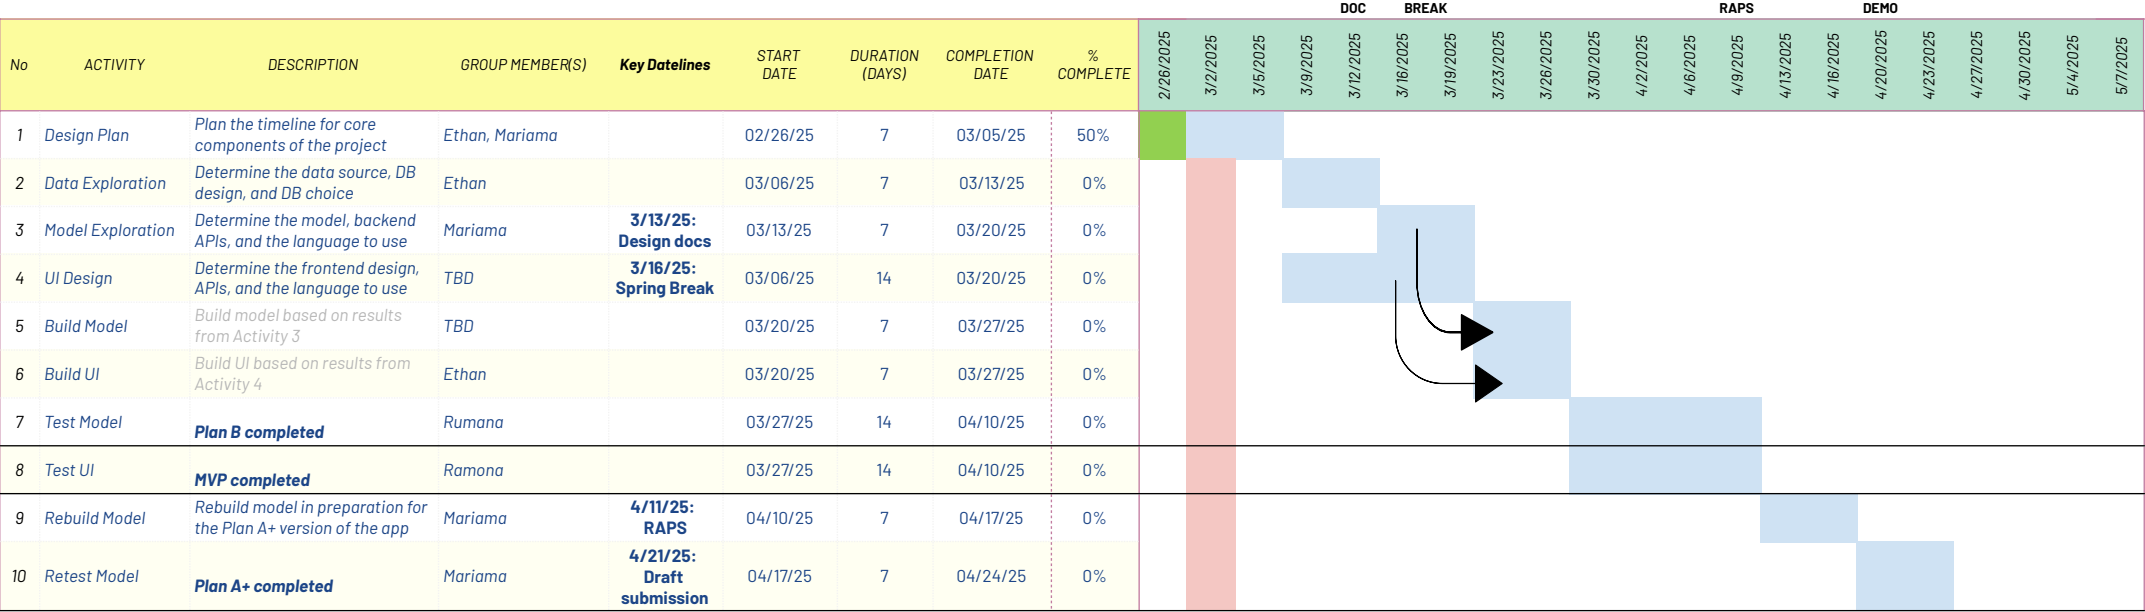 DOC BREAK RAPS DEMO
No ACTIVITY DESCRIPTION GROUP MEMBER(S) Key Datelines START DATE DURATION (DAYS) COMPLETION DATE % COMPLETE 2/26/2025 3/2/2025 3/5/2025 3/9/2025 3/12/2025 3/16/2025 3/19/2025 3/23/2025 3/26/2025 3/30/2025 4/2/2025 4/6/2025 4/9/2025 4/13/2025 4/16/2025 4/20/2025 4/23/2025 4/27/2025 4/30/2025 5/4/2025 5/7/2025
1 Design Plan Plan the timeline for core components of the project Ethan, Mariama 02/26/25 7 03/05/25 50%
2 Data Exploration Determine the data source, DB design, and DB choice Ethan 03/06/25 7 03/13/25 0%
3 Model Exploration Determine the model, backend APIs, and the language to use Mariama 3/13/25: Design docs 03/13/25 7 03/20/25 0%
4 UI Design Determine the frontend design, APIs, and the language to use TBD 3/16/25: Spring Break 03/06/25 14 03/20/25 0%
5 Build Model Build model based on results from Activity 3 TBD 03/20/25 7 03/27/25 0%
6 Build UI Build UI based on results from Activity 4 Ethan 03/20/25 7 03/27/25 0%
7 Test Model Plan B completed Rumana 03/27/25 14 04/10/25 0%
8 Test UI MVP completed Ramona 03/27/25 14 04/10/25 0%
9 Rebuild Model Rebuild model in preparation for the Plan A+ version of the app Mariama 4/11/25: RAPS 04/10/25 7 04/17/25 0%
10 Retest Model Plan A+ completed Mariama 4/21/25: Draft submission 04/17/25 7 04/24/25 0%